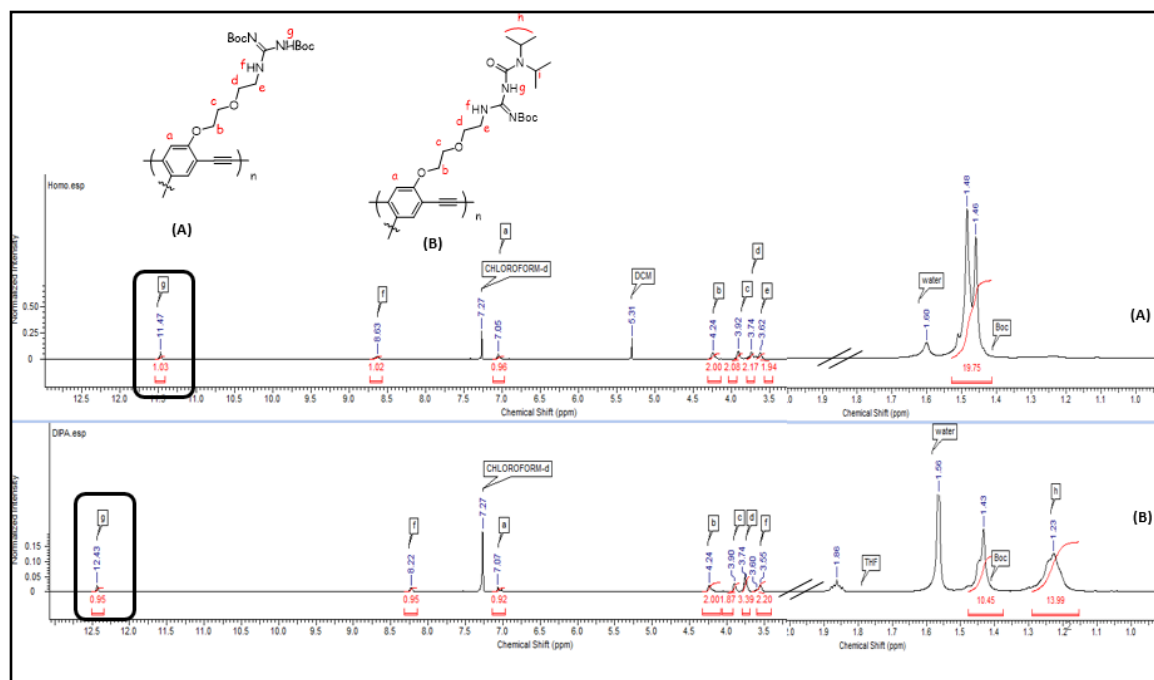 h
BocN
g
NHBoc
HN
f
d
e
O
c
b
a
O
n
(A)
O
N
i
NH
g
HN
f
NBoc
d
e
O
c
b
a
O
n
(B)
Homo.esp
Normalized Intensity
0.50
0.25
0
g
11.47
f
8.63
a
CHLOROFORM-d
7.27
7.05
DCM
5.31
b
4.24
c
3.92
d
3.74
e
3.62
water
1.60
1.48
1.46
Boc
(A)
1.03
1.02
0.96
2.00
2.08
2.17
1.94
19.75
12.5 12.0 11.5 11.0 10.5 10.0 9.5 9.0 8.5 8.0 7.5 7.0 6.5 6.0 5.5 5.0 4.5 4.0 3.5 2.0 1.9 1.8 1.7 1.6 1.5 1.4 1.3 1.2 1.1 1.0
Chemical Shift (ppm)
Chemical Shift (ppm)
DIPA.esp
Normalized Intensity
0.15
0.10
0.05
0
g
12.43
f
8.22
CHLOROFORM-d
7.27
a
7.07
b
4.24
c
3.90
d
3.74
3.60
f
3.55
1.86
THF
water
1.56
1.43
Boc
h
1.23
(B)
0.95
0.95
0.92
2.00
1.87
3.39
2.20
10.45
13.99
12.5 12.0 11.5 11.0 10.5 10.0 9.5 9.0 8.5 8.0 7.5 7.0 6.5 6.0 5.5 5.0 4.5 4.0 3.5 2.0 1.9 1.8 1.7 1.6 1.5 1.4 1.3 1.2 1.1 1.0
Chemical Shift (ppm)
Chemical Shift (ppm)